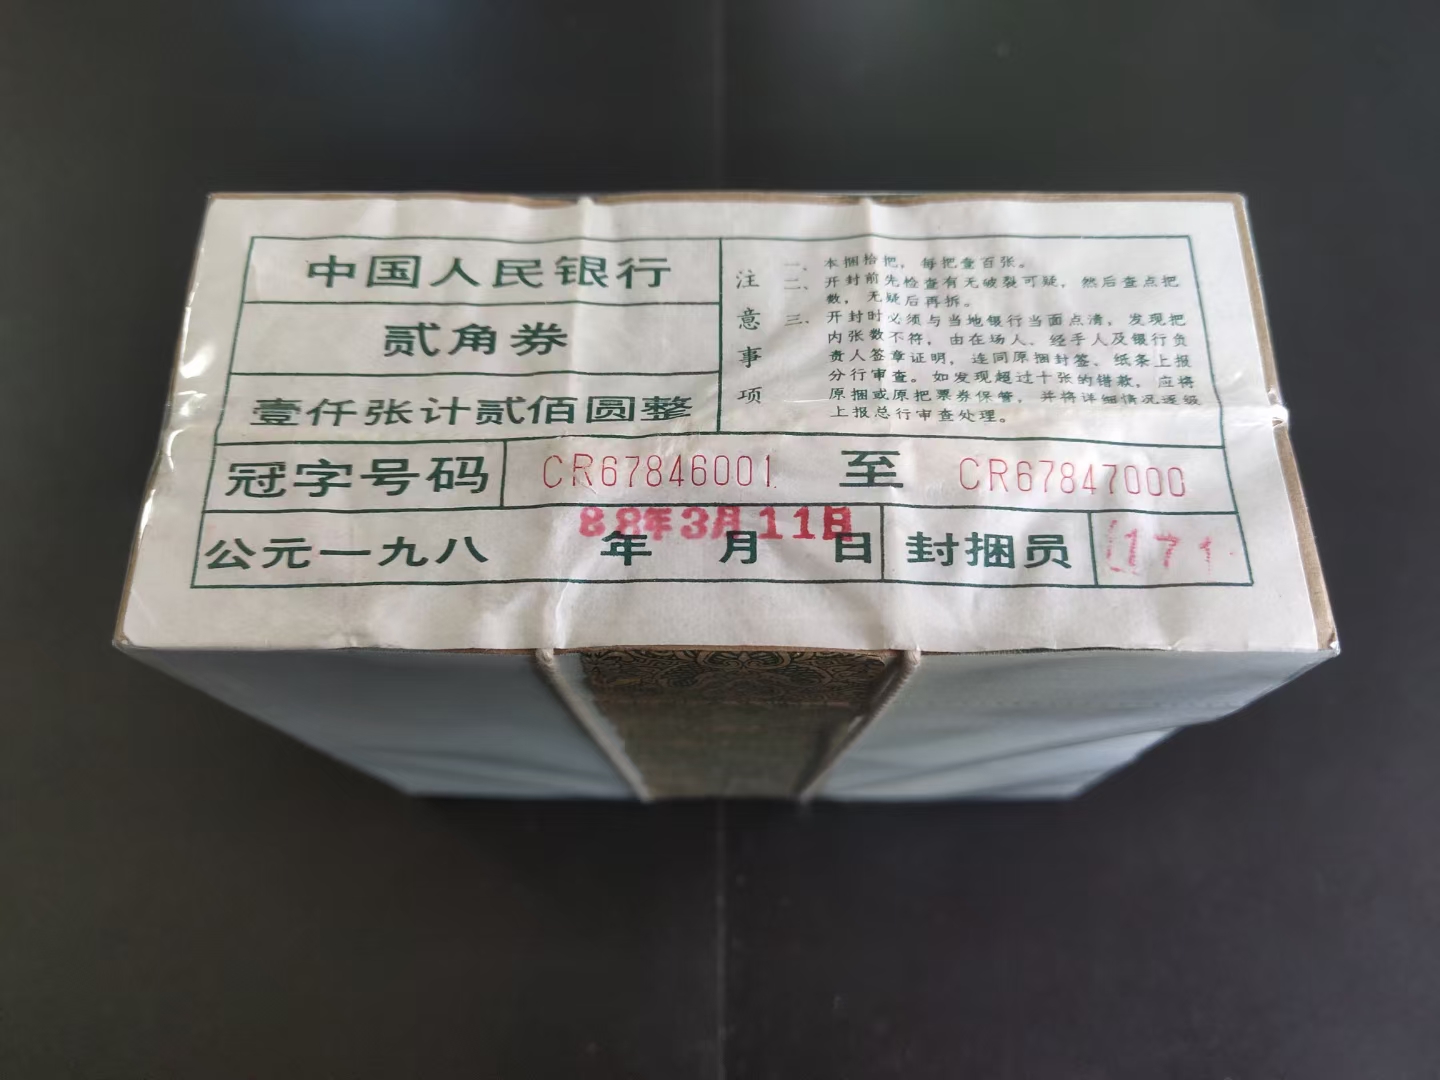 中国人民银行
贰角券
壹仟张计贰佰圆整
注意事项
一、本捆拾把，每把壹百张。
二、开封前先检查有无破裂可疑，然后查点把
数，无疑后再拆。
三、开封时必须与当地银行当面点清，发现把
内张数不符，由在场人、经手人及银行负
责人签章证明，连同原捆封签、纸条上报
分行审查。如发现超过十张的错款，应将
原捆或原把票券保管，并将详细情况逐级
上报总行审查处理。
冠字号码 CR67846001 至 CR67847000
88年3月11日
公元一九八 年 月 日 封捆员 171